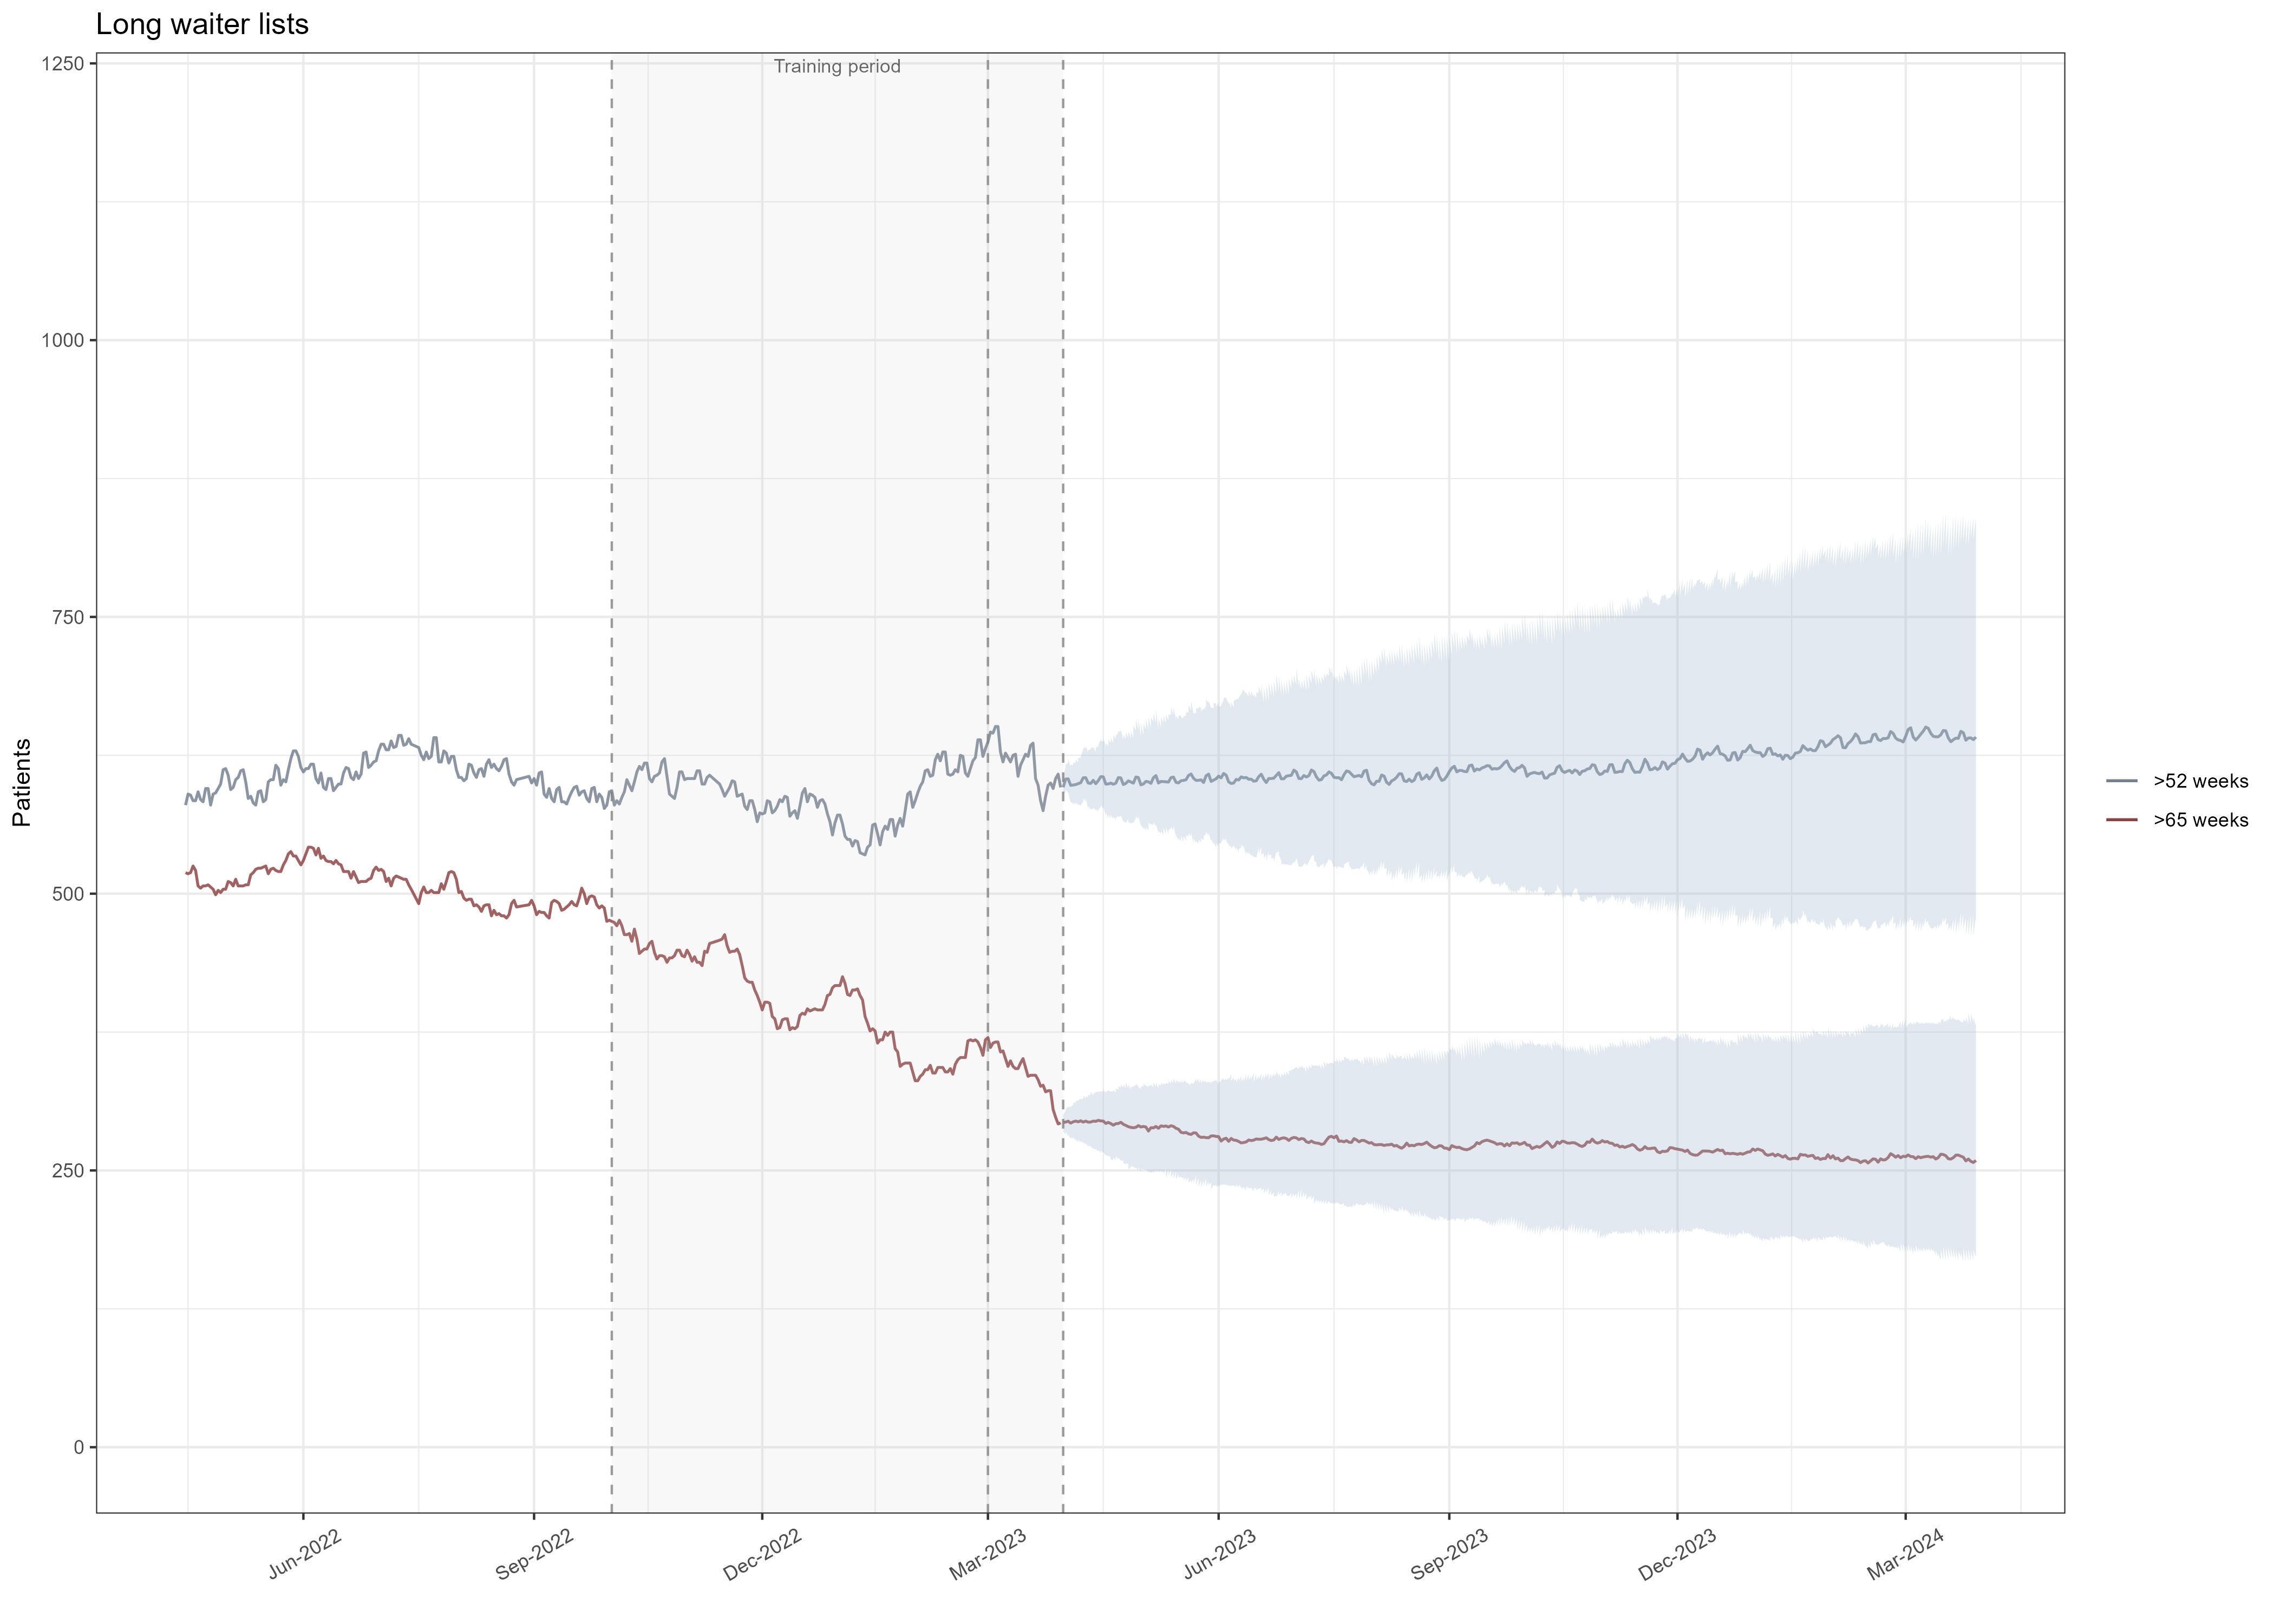 Long waiter lists
Training period
1250
1000
750
500
250
0
Patients
Jun-2022
Sep-2022
Dec-2022
Mar-2023
Jun-2023
Sep-2023
Dec-2023
Mar-2024
>52 weeks
>65 weeks